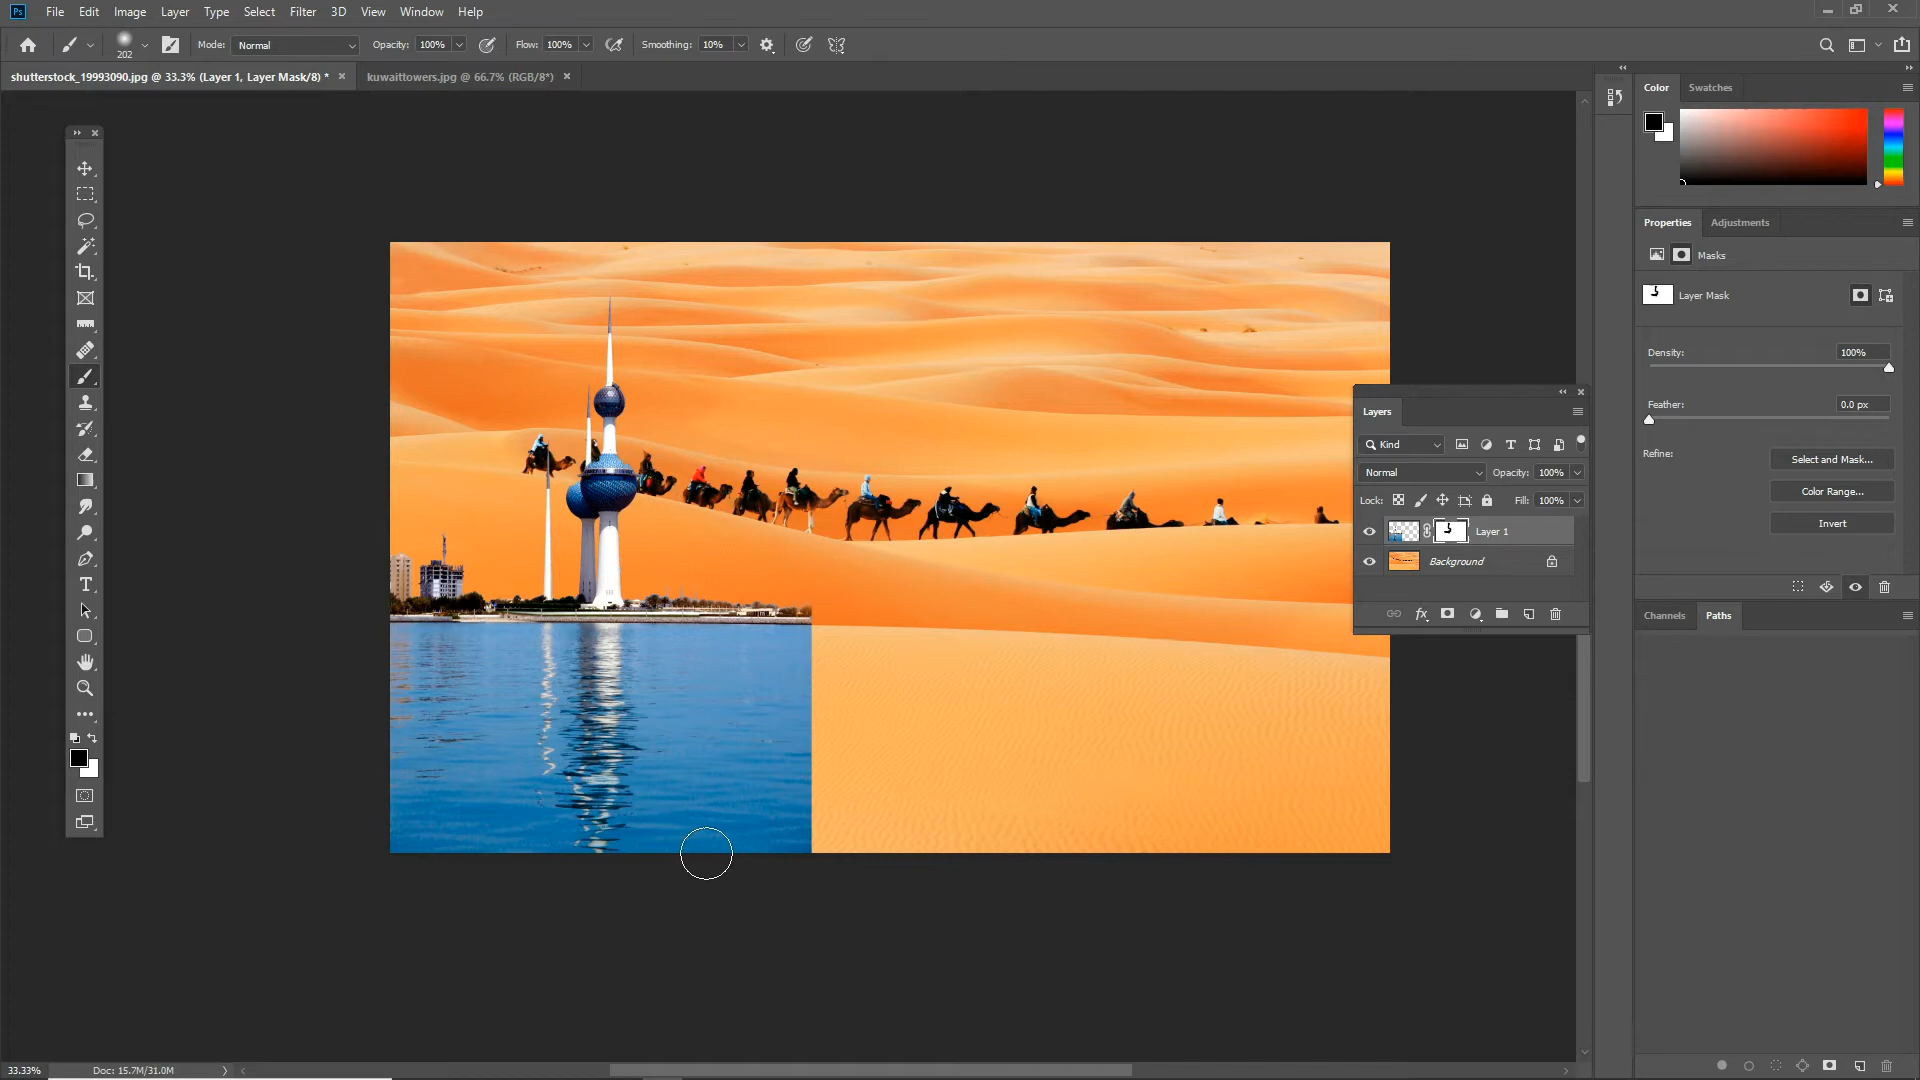 Ps File Edit Image Layer Type Select Filter 3D View Window Help
202 Mode: Normal Opacity: 100% Flow: 100% Smoothing: 10%
shutterstock_19993090.jpg @ 33.3% (Layer 1, Layer Mask/8) * × kuwaittowers.jpg @ 66.7% (RGB/8*) ×
Color Swatches
Properties Adjustments
Masks
Layer Mask
Density: 100%
Feather: 0.0 px
Refine: Select and Mask...
Color Range...
Invert
Channels Paths
Layers
Kind
Normal Opacity: 100%
Lock: Fill: 100%
Layer 1
Background
33.33% Doc: 15.7M/31.0M